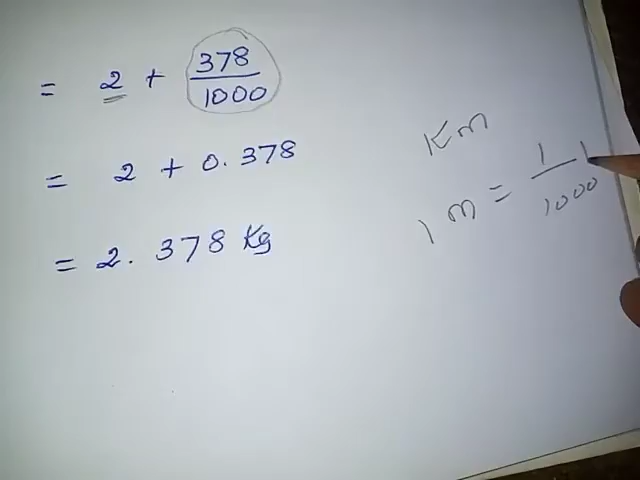 = 2 + 378/1000
= 2 + 0.378
= 2.378 Kg
Km
1 m = 1/1000